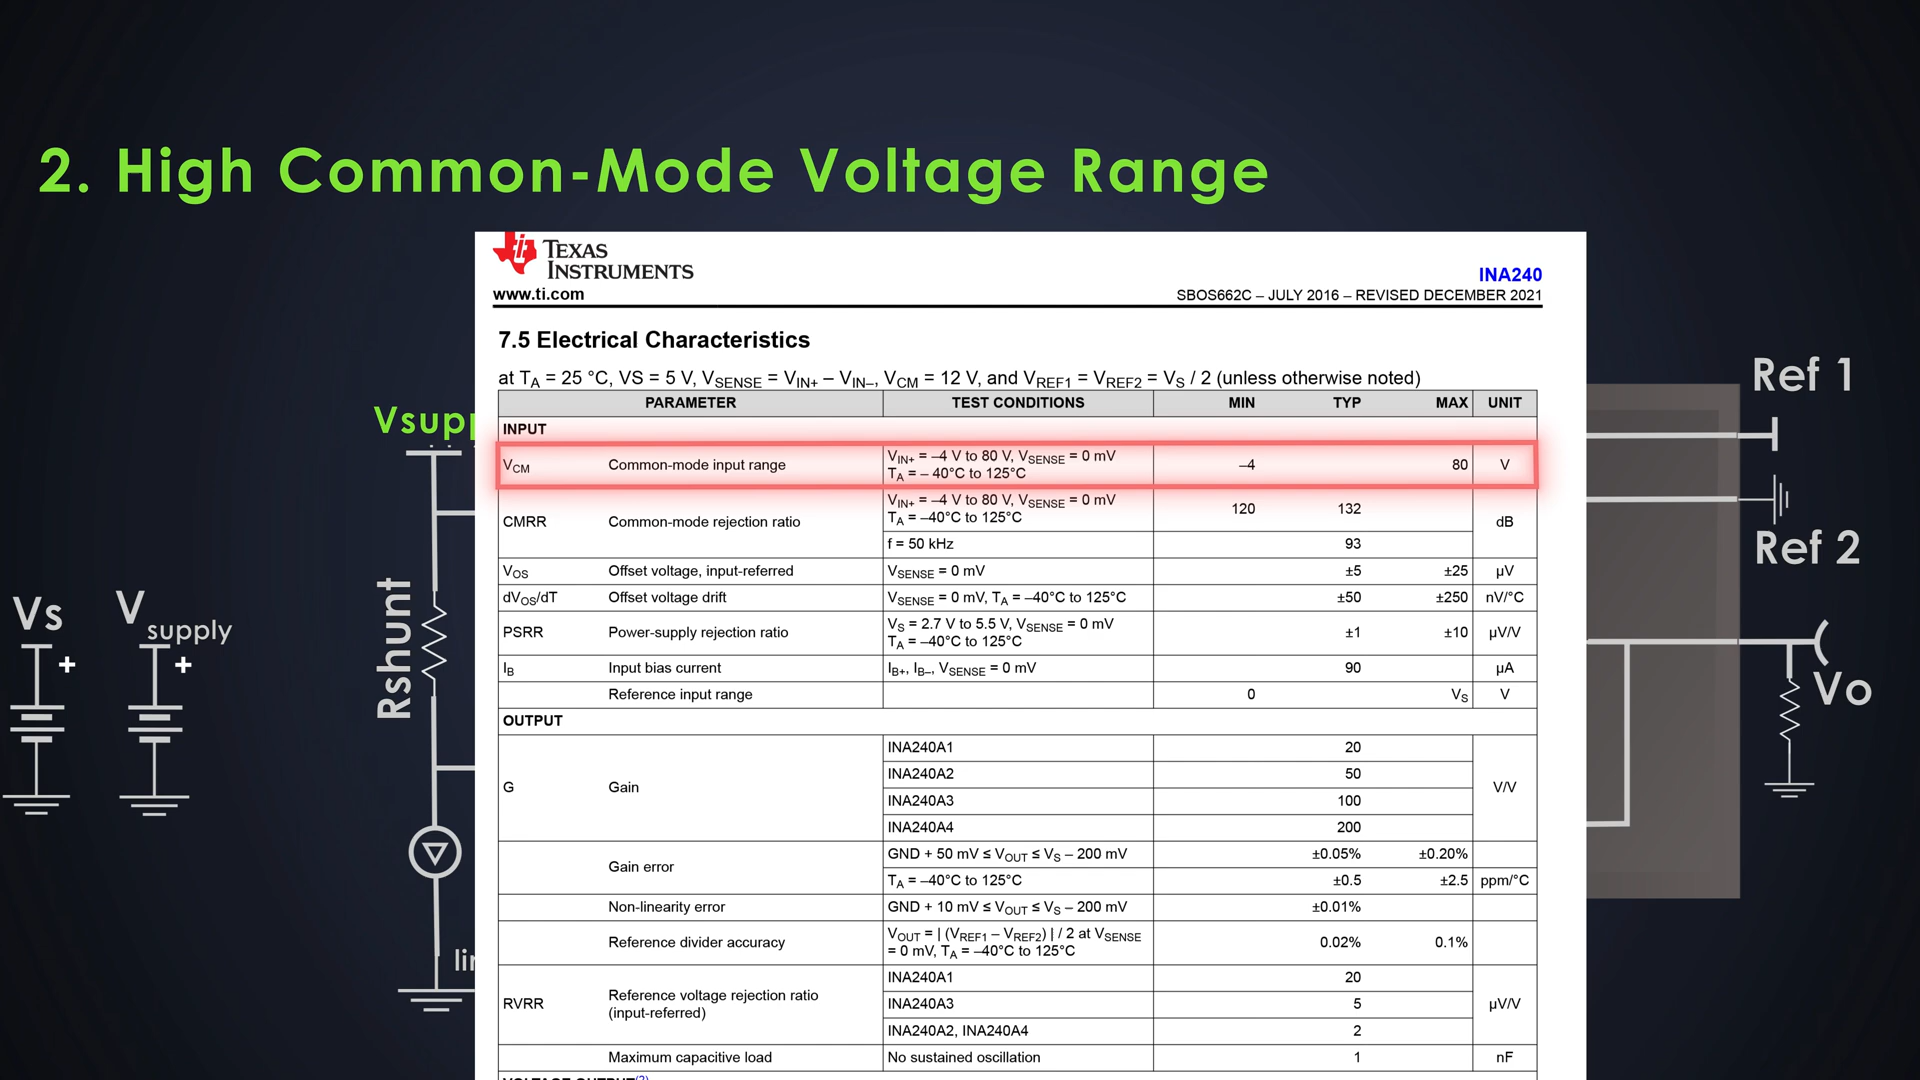 2. High Common-Mode Voltage Range
TEXAS
INSTRUMENTS
www.ti.com
INA240
SBOS662C – JULY 2016 – REVISED DECEMBER 2021
7.5 Electrical Characteristics
at TA = 25 °C, VS = 5 V, VSENSE = VIN+ – VIN–, VCM = 12 V, and VREF1 = VREF2 = VS / 2 (unless otherwise noted)
PARAMETER TEST CONDITIONS MIN TYP MAX UNIT
INPUT
VCM Common-mode input range VIN+ = –4 V to 80 V, VSENSE = 0 mV –4 80 V
TA = – 40°C to 125°C
CMRR Common-mode rejection ratio VIN+ = –4 V to 80 V, VSENSE = 0 mV 120 132 dB
TA = –40°C to 125°C
f = 50 kHz 93
VOS Offset voltage, input-referred VSENSE = 0 mV ±5 ±25 µV
dVOS/dT Offset voltage drift VSENSE = 0 mV, TA = –40°C to 125°C ±50 ±250 nV/°C
PSRR Power-supply rejection ratio VS = 2.7 V to 5.5 V, VSENSE = 0 mV ±1 ±10 µV/V
TA = –40°C to 125°C
IB Input bias current IB+, IB–, VSENSE = 0 mV 90 µA
Reference input range 0 VS V
OUTPUT
G Gain INA240A1 20 V/V
INA240A2 50
INA240A3 100
INA240A4 200
Gain error GND + 50 mV ≤ VOUT ≤ VS – 200 mV ±0.05% ±0.20%
TA = –40°C to 125°C ±0.5 ±2.5 ppm/°C
Non-linearity error GND + 10 mV ≤ VOUT ≤ VS – 200 mV ±0.01%
Reference divider accuracy VOUT = | (VREF1 – VREF2) | / 2 at VSENSE 0.02% 0.1%
= 0 mV, TA = –40°C to 125°C
RVRR Reference voltage rejection ratio INA240A1 20 µV/V
(input-referred) INA240A3 5
INA240A2, INA240A4 2
Maximum capacitive load No sustained oscillation 1 nF
VOLTAGE OUTPUT(2)
Vsupp
Rshunt
Vs
Vsupply
+
+
Ref 1
Ref 2
Vo